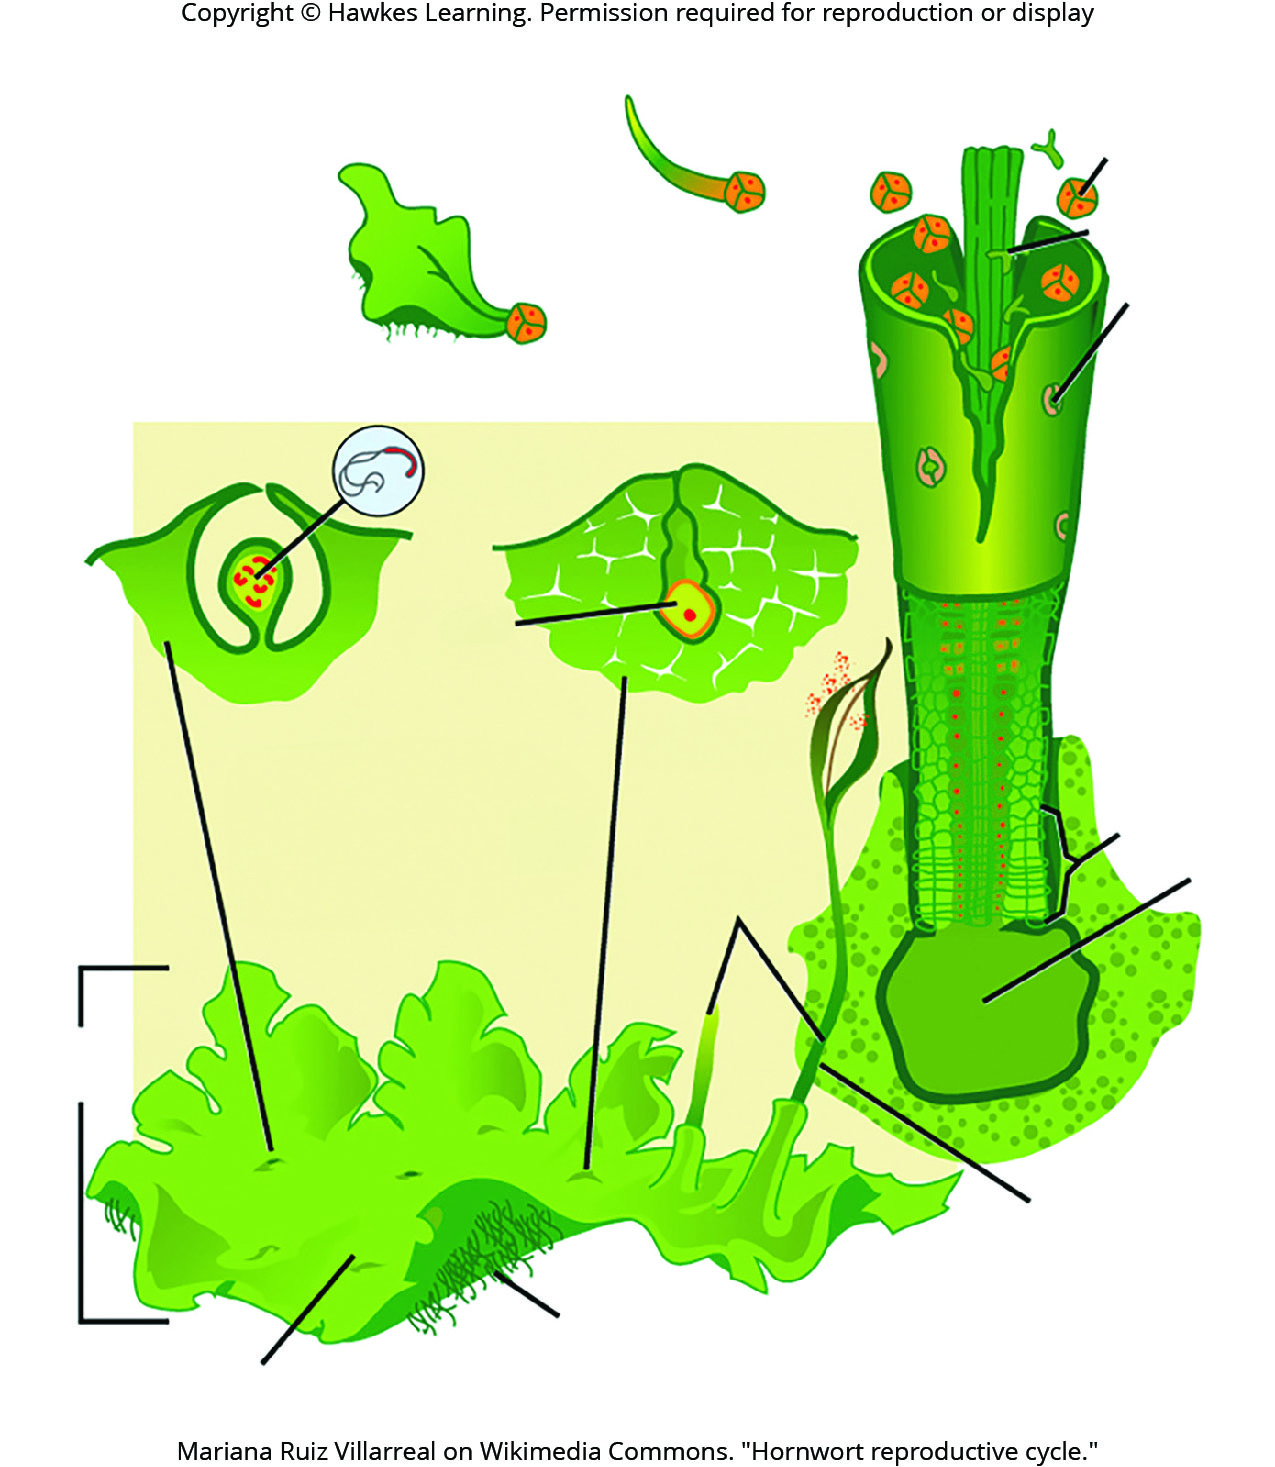 Copyright © Hawkes Learning. Permission required for reproduction or display
Mariana Ruiz Villarreal on Wikimedia Commons. "Hornwort reproductive cycle."